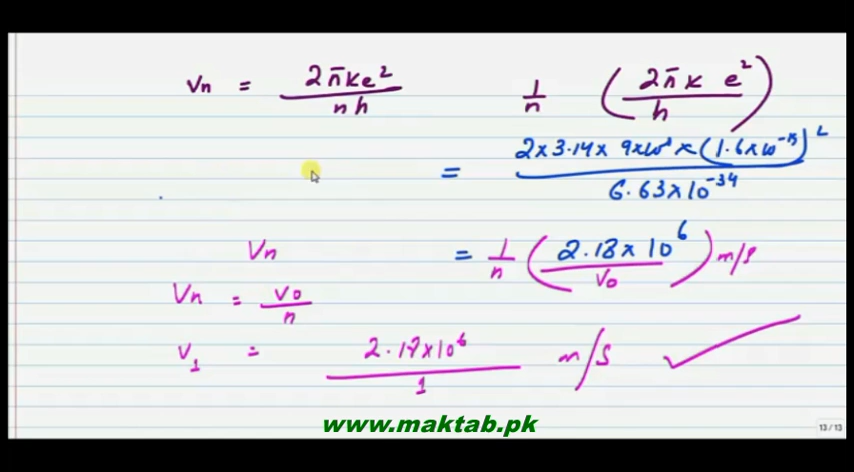 Vn = 2πke² / nh    1/n ( 2πk e² / h )
= 2×3.14× 9×10⁹ × (1.6×10⁻¹⁹)² / 6.63×10⁻³⁴
Vn = 1/n ( 2.18×10⁶ / V₀ ) m/s
Vn = V₀ / n
V₁ = 2.18×10⁶ / 1 m/s
www.maktab.pk
13/13